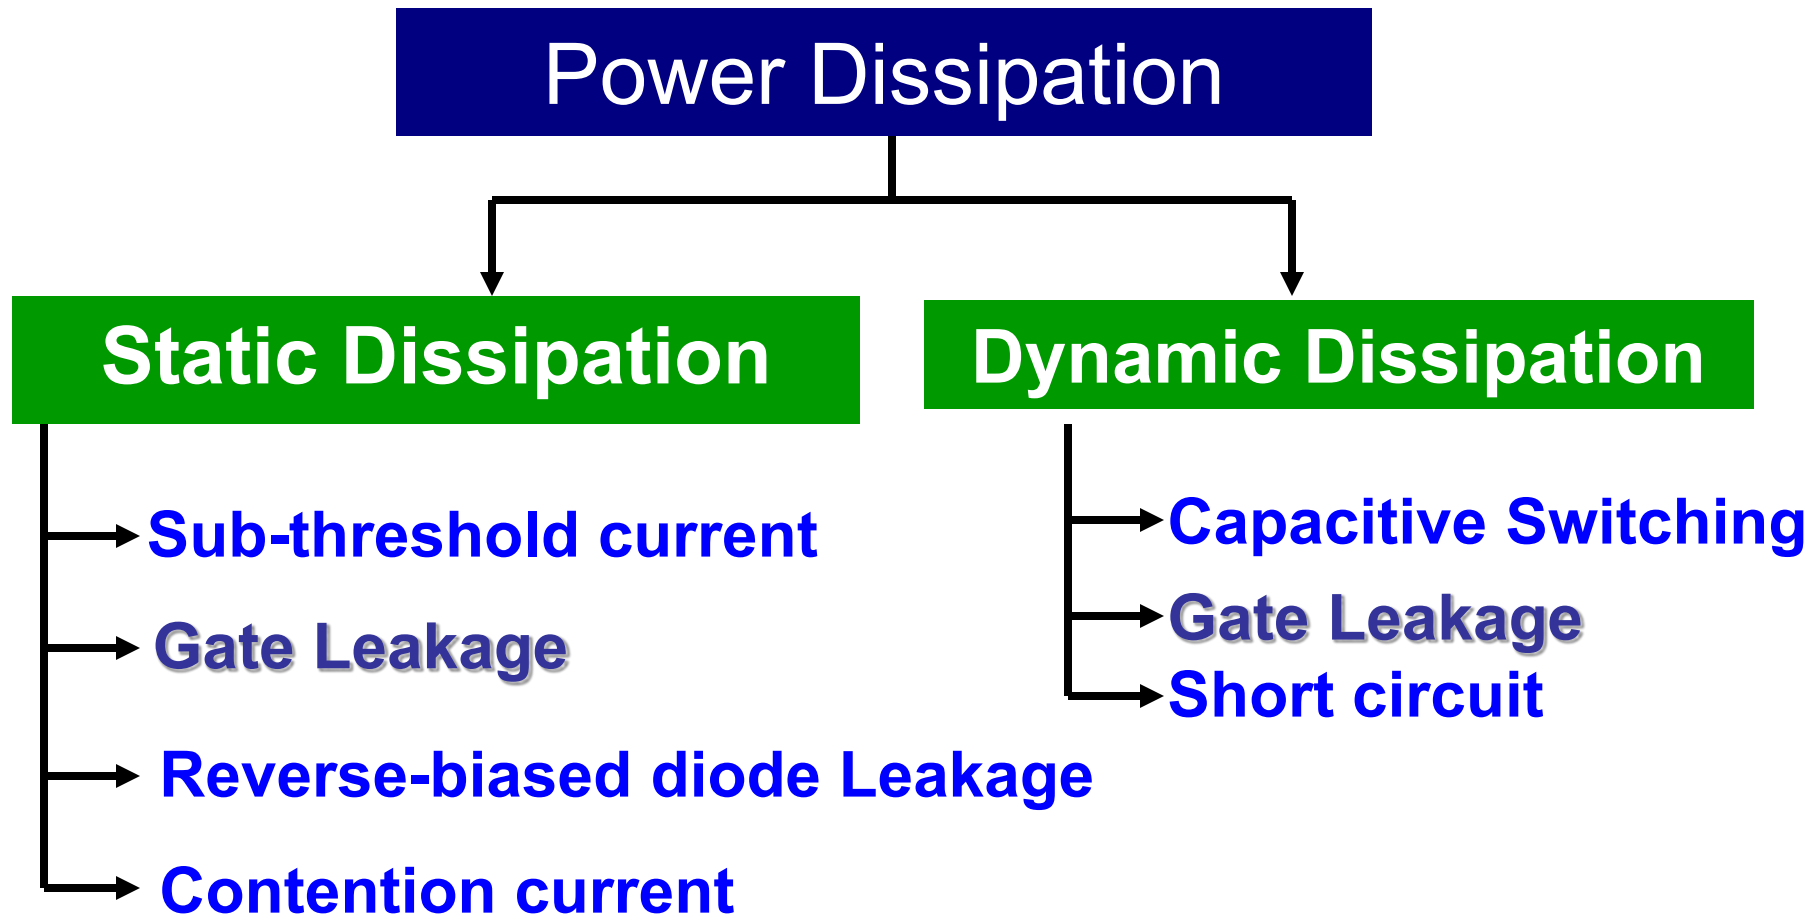 Power Dissipation
Static Dissipation
Sub-threshold current
Gate Leakage
Reverse-biased diode Leakage
Contention current
Dynamic Dissipation
Capacitive Switching
Gate Leakage
Short circuit